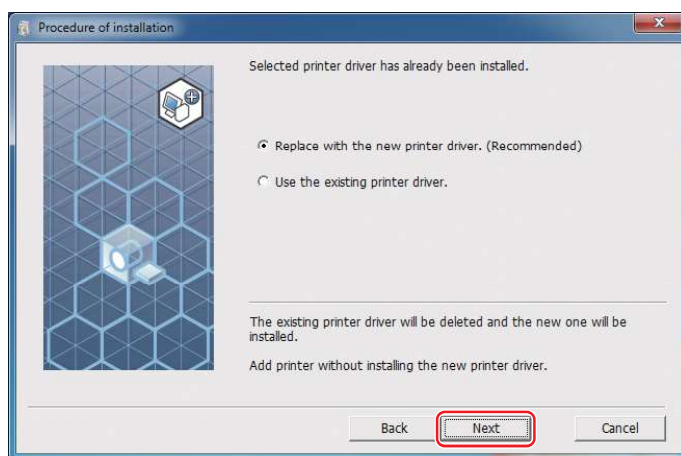 Procedure of installation
Selected printer driver has already been installed.
Replace with the new printer driver. (Recommended)
Use the existing printer driver.
The existing printer driver will be deleted and the new one will be
installed.
Add printer without installing the new printer driver.
Back
Next
Cancel